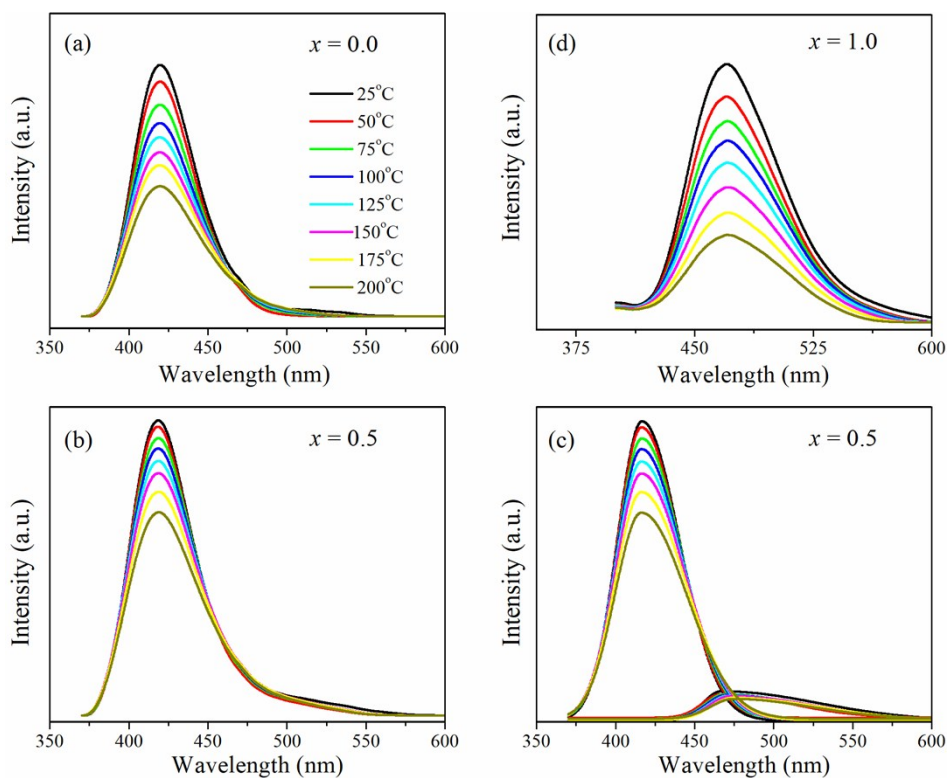 (a)
x = 0.0
25°C
50°C
75°C
100°C
125°C
150°C
175°C
200°C
Intensity (a.u.)
350 400 450 500 550 600
Wavelength (nm)
(d)
x = 1.0
Intensity (a.u.)
375 450 525 600
Wavelength (nm)
(b)
x = 0.5
Intensity (a.u.)
350 400 450 500 550 600
Wavelength (nm)
(c)
x = 0.5
Intensity (a.u.)
350 400 450 500 550 600
Wavelength (nm)